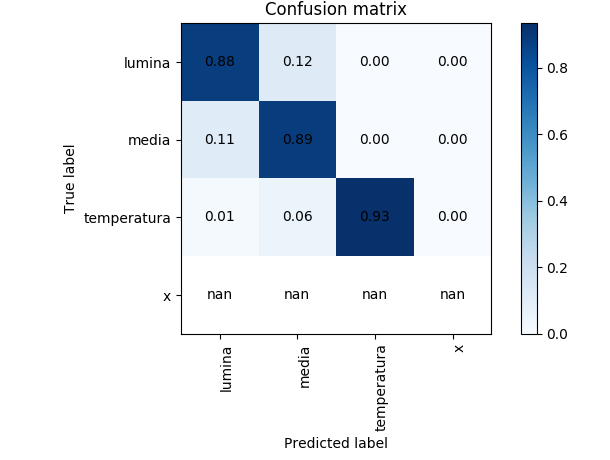 Confusion matrix
lumina 0.88 0.12 0.00 0.00
media 0.11 0.89 0.00 0.00
temperatura 0.01 0.06 0.93 0.00
x nan nan nan nan
True label
lumina media temperatura x
Predicted label
0.8
0.6
0.4
0.2
0.0